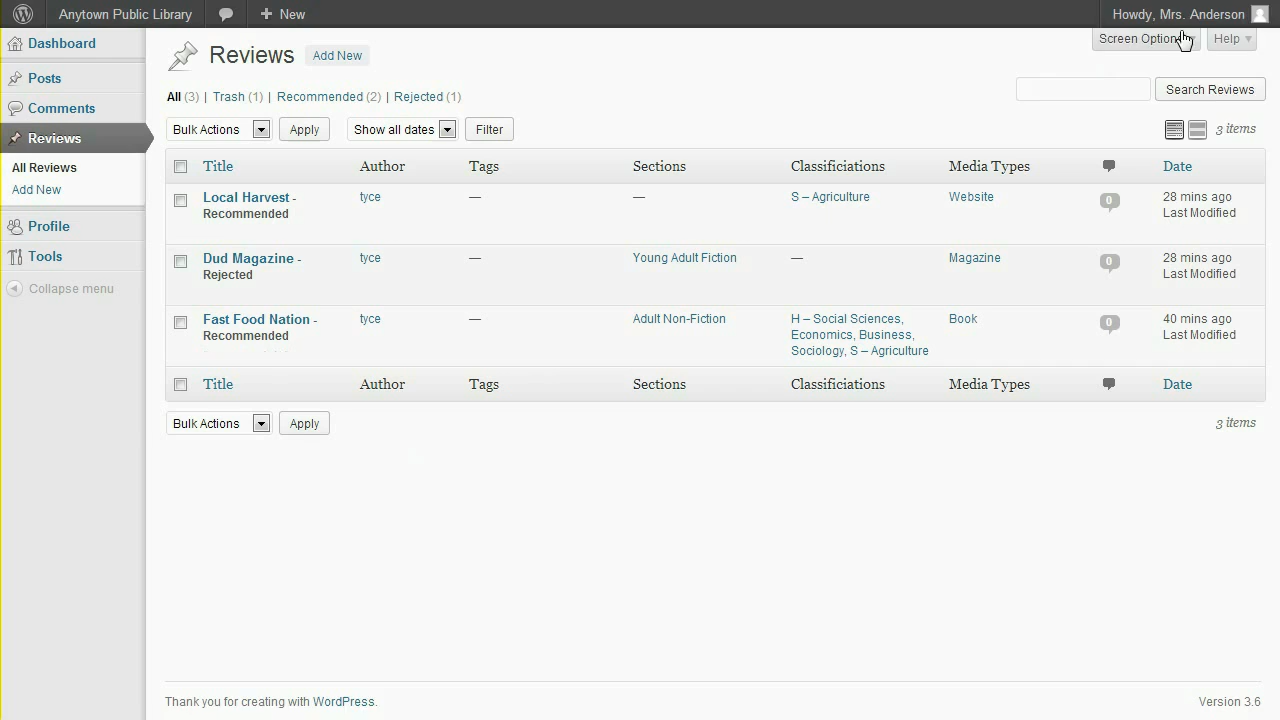 Anytown Public Library
New
Howdy, Mrs. Anderson
Dashboard
Posts
Comments
Reviews
All Reviews
Add New
Profile
Tools
Collapse menu
Screen Options
Help
Reviews Add New
All (3) | Trash (1) | Recommended (2) | Rejected (1)
Search Reviews
Bulk Actions Apply Show all dates Filter
3 items
Title Author Tags Sections Classificiations Media Types Date
Local Harvest - tyce — — S – Agriculture Website 0 28 mins ago
Recommended Last Modified
Dud Magazine - tyce — Young Adult Fiction — Magazine 0 28 mins ago
Rejected Last Modified
Fast Food Nation - tyce — Adult Non-Fiction H – Social Sciences, Book 0 40 mins ago
Recommended Economics, Business, Last Modified
Sociology, S – Agriculture
Title Author Tags Sections Classificiations Media Types Date
Bulk Actions Apply 3 items
Thank you for creating with WordPress. Version 3.6